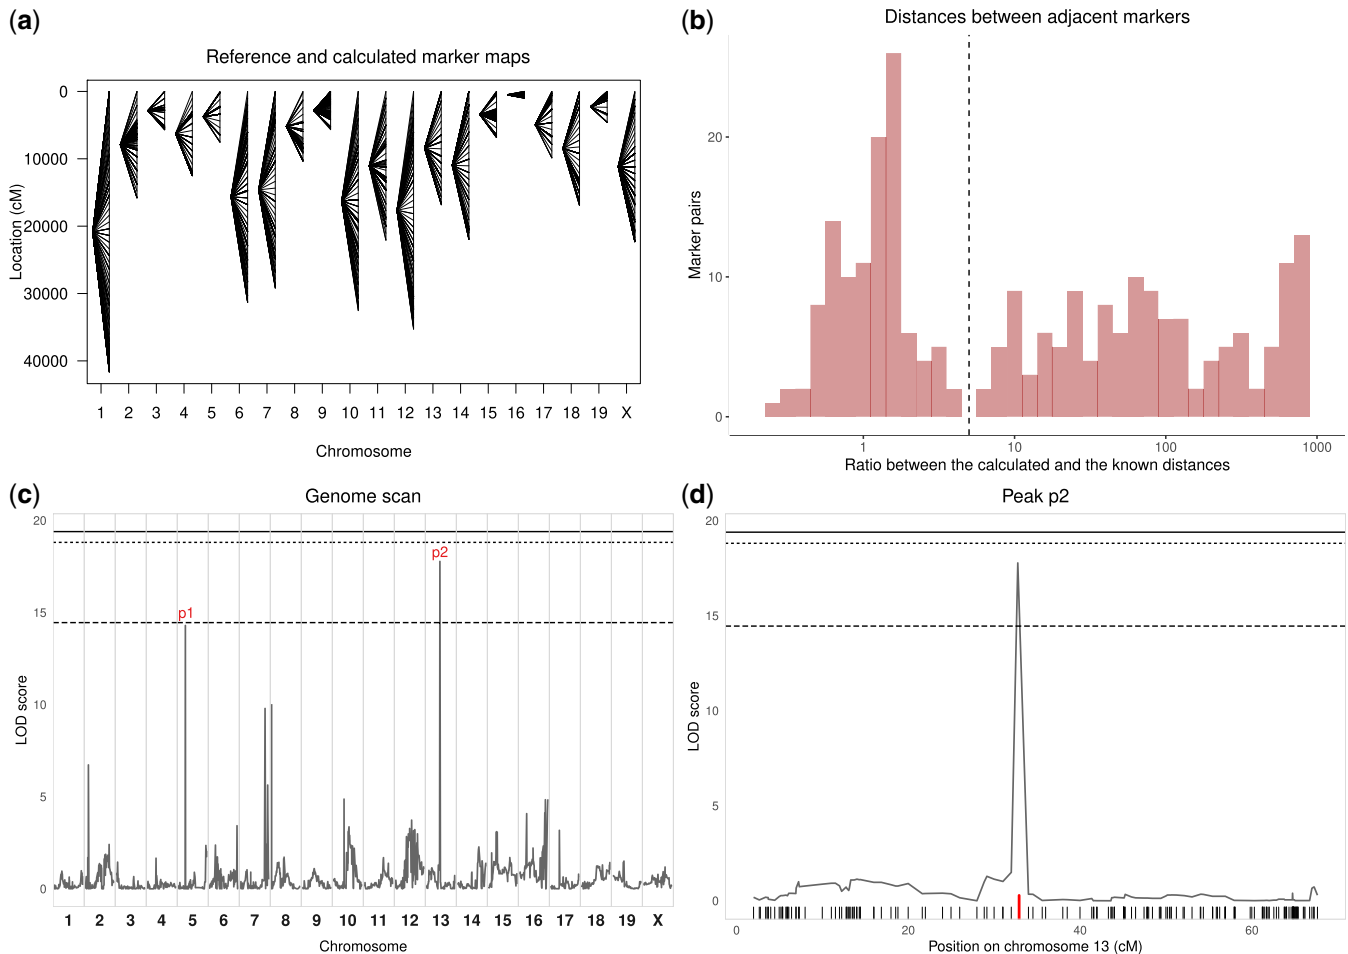 (a)
Reference and calculated marker maps
Location (cM)
0
10000
20000
30000
40000
1 2 3 4 5 6 7 8 9 10 11 12 13 14 15 16 17 18 19 X
Chromosome
(b)
Distances between adjacent markers
Marker pairs
20
10
0
1 10 100 1000
Ratio between the calculated and the known distances
(c)
Genome scan
LOD score
20
15
10
5
0
p1
p2
1 2 3 4 5 6 7 8 9 10 11 12 13 14 15 16 17 18 19 X
Chromosome
(d)
Peak p2
LOD score
20
15
10
5
0
0 20 40 60
Position on chromosome 13 (cM)